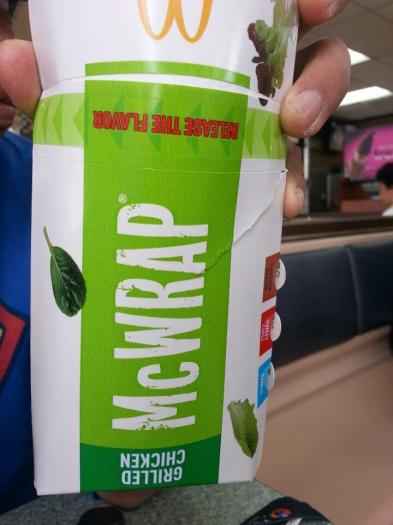 RELEASE THE FLAVOR
McWRAP®
GRILLED
CHICKEN